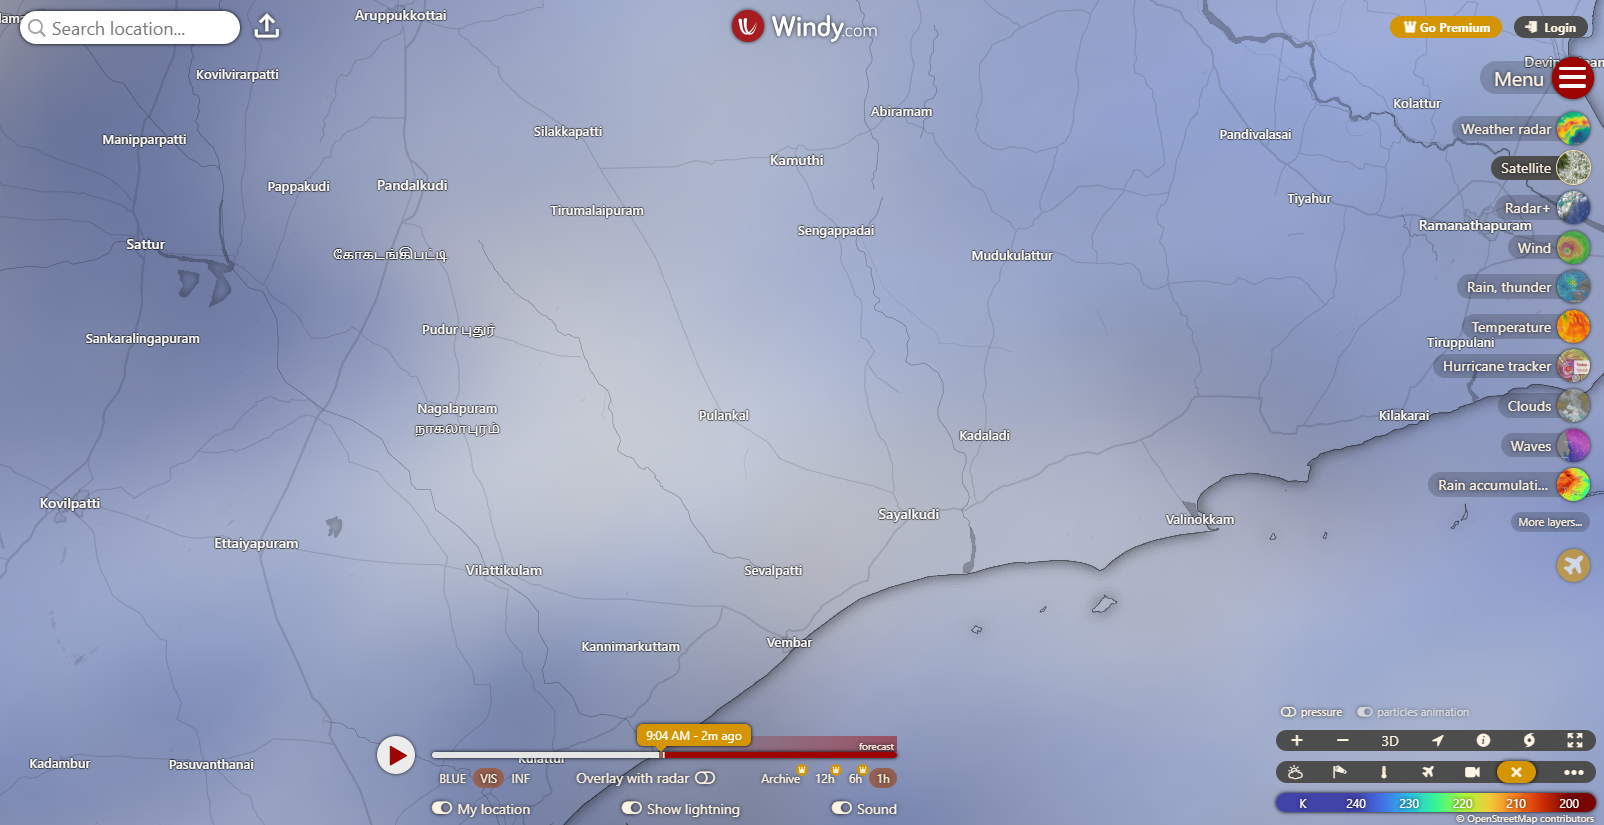 Aruppukkottai
Search location...
Windy.com
Go Premium
Login
Kovilvirarpatti
Menu
Abiramam
Kolattur
Manipparpatti
Silakkapatti
Pandivalasai
Weather radar
Kamuthi
Satellite
Pappakudi
Pandalkudi
Tirumalaipuram
Tiyahur
Radar+
Sengappadai
Ramanathapuram
Sattur
கோகடங்கிபட்டி
Mudukulattur
Wind
Rain, thunder
Sankaralingapuram
Pudur புதூர்
Temperature
Tiruppulani
Hurricane tracker
Nagalapuram
நாகலாபுரம்
Pulankal
Kadaladi
Kilakarai
Clouds
Waves
Kovilpatti
Rain accumulati...
Sayalkudi
Valinokkam
More layers...
Ettaiyapuram
Vilattikulam
Sevalpatti
Kannimarkuttam
Vembar
pressure
particles animation
9:04 AM - 2m ago
forecast
+
−
3D
Kadambur
Pasuvanthanai
Kulattur
BLUE
VIS
INF
Overlay with radar
Archive
12h
6h
1h
My location
Show lightning
Sound
K
240
230
220
210
200
© OpenStreetMap contributors